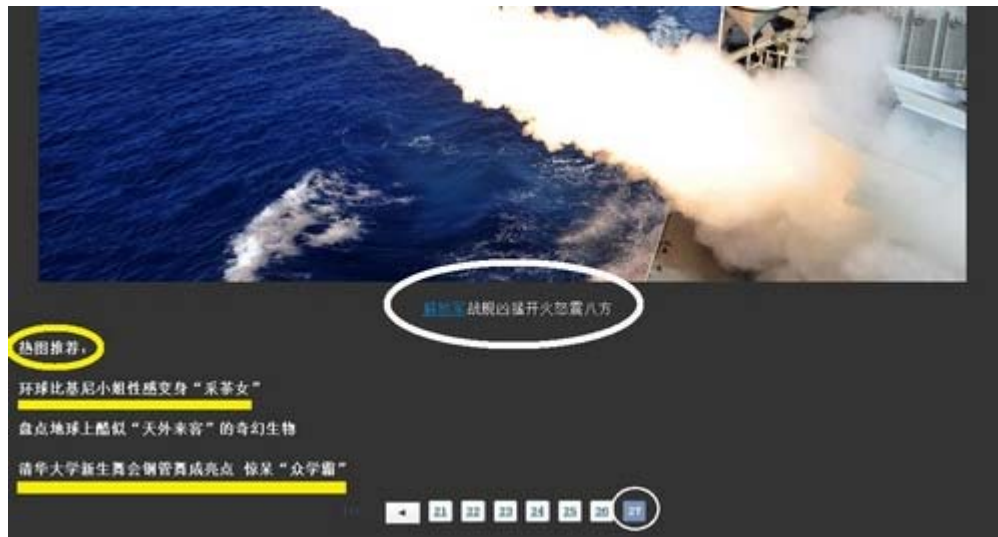 解放军战舰凶猛开火怒震八方
热图推荐：
环球比基尼小姐性感变身“采茶女”
盘点地球上酷似“天外来客”的奇幻生物
清华大学新生舞会钢管舞成亮点 惊呆“众学霸”
◄ 21 22 23 24 25 26 27